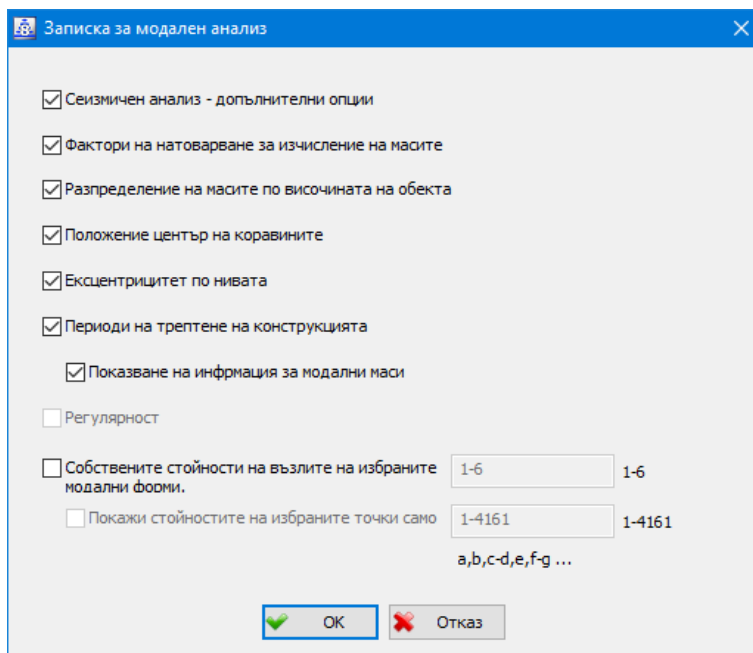 Записка за модален анализ
Сеизмичен анализ - допълнителни опции
Фактори на натоварване за изчисление на масите
Разпределение на масите по височината на обекта
Положение център на коравините
Ексцентрицитет по нивата
Периоди на трептене на конструкцията
Показване на инфрмация за модални маси
Регулярност
Собствените стойности на възлите на избраните 1-6 1-6
модални форми.
Покажи стойностите на избраните точки само 1-4161 1-4161
a,b,c-d,e,f-g ...
OK Отказ